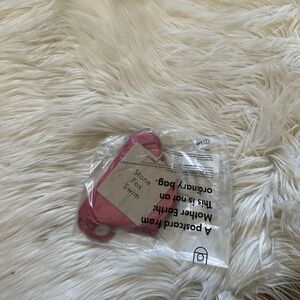 Stone
Fox
Swim
A postcard from
Mother Earth:
This is not an
ordinary bag.